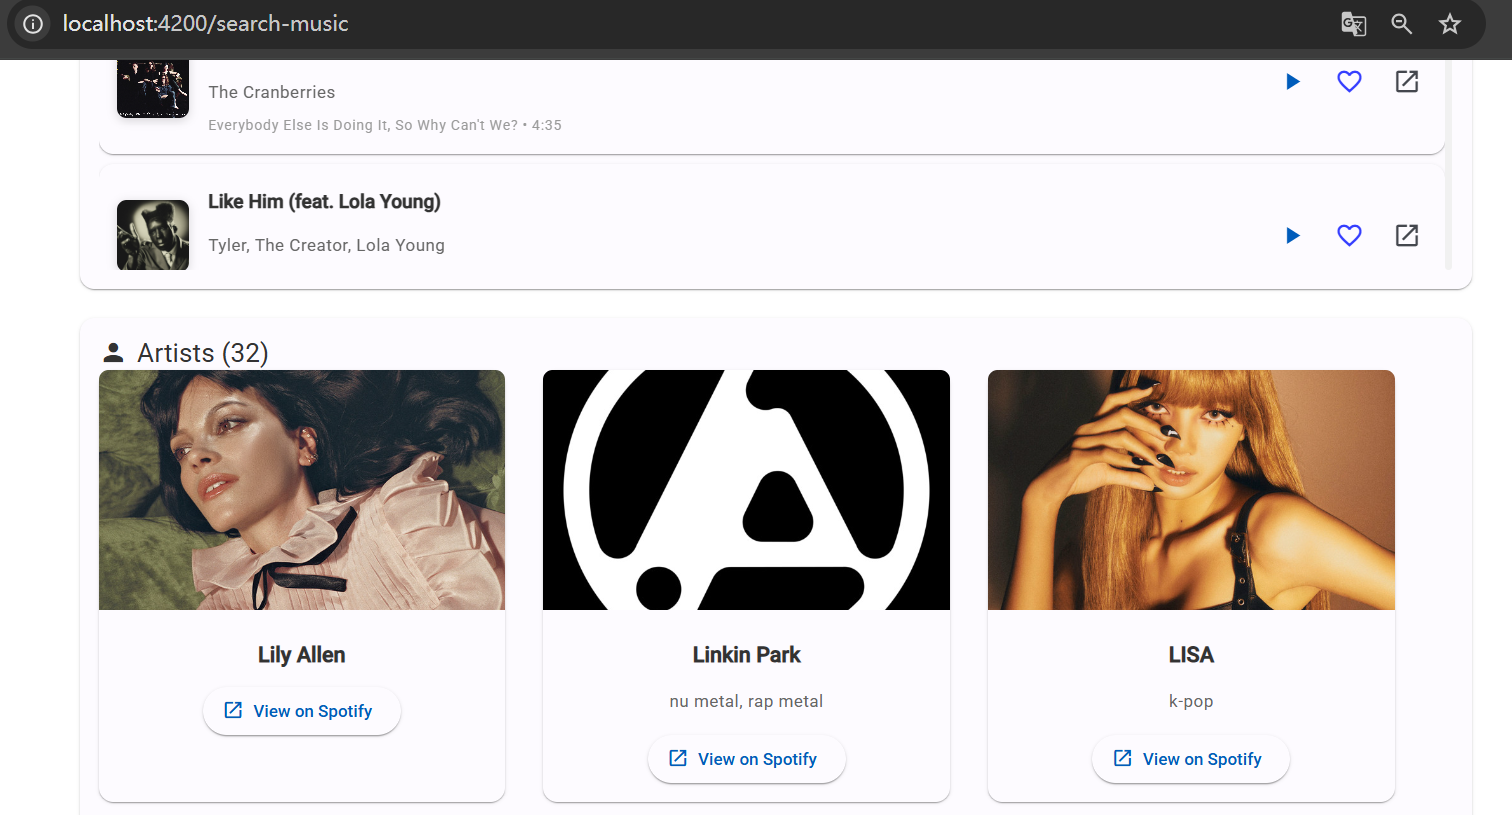 localhost:4200/search-music
The Cranberries
Everybody Else Is Doing It, So Why Can't We? • 4:35
Like Him (feat. Lola Young)
Tyler, The Creator, Lola Young
Artists (32)
Lily Allen
View on Spotify
Linkin Park
nu metal, rap metal
View on Spotify
LISA
k-pop
View on Spotify